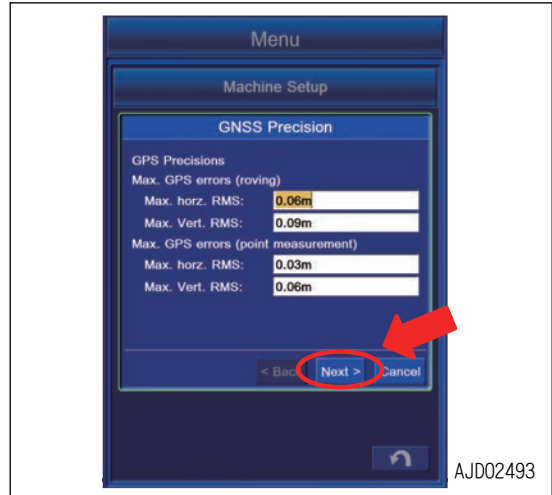 Menu
Machine Setup
GNSS Precision
GPS Precisions
Max. GPS errors (roving)
Max. horz. RMS: 0.06m
Max. Vert. RMS: 0.09m
Max. GPS errors (point measurement)
Max. horz. RMS: 0.03m
Max. Vert. RMS: 0.06m
< Back Next > Cancel
AJD02493